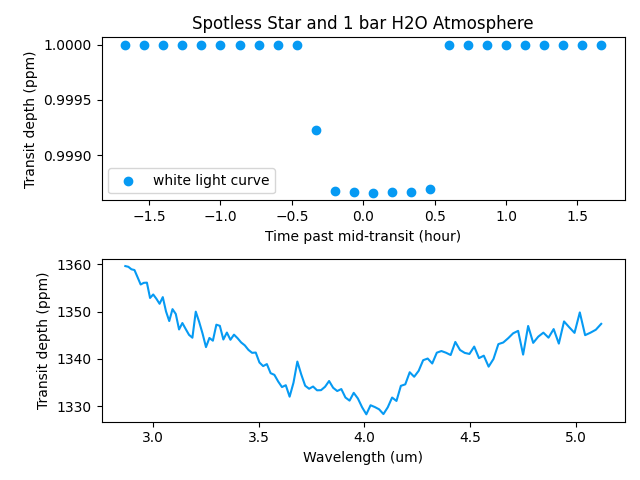 Spotless Star and 1 bar H2O Atmosphere
Transit depth (ppm)
1.0000
0.9995
0.9990
white light curve
−1.5 −1.0 −0.5 0.0 0.5 1.0 1.5
Time past mid-transit (hour)
Transit depth (ppm)
1360
1350
1340
1330
3.0 3.5 4.0 4.5 5.0
Wavelength (um)